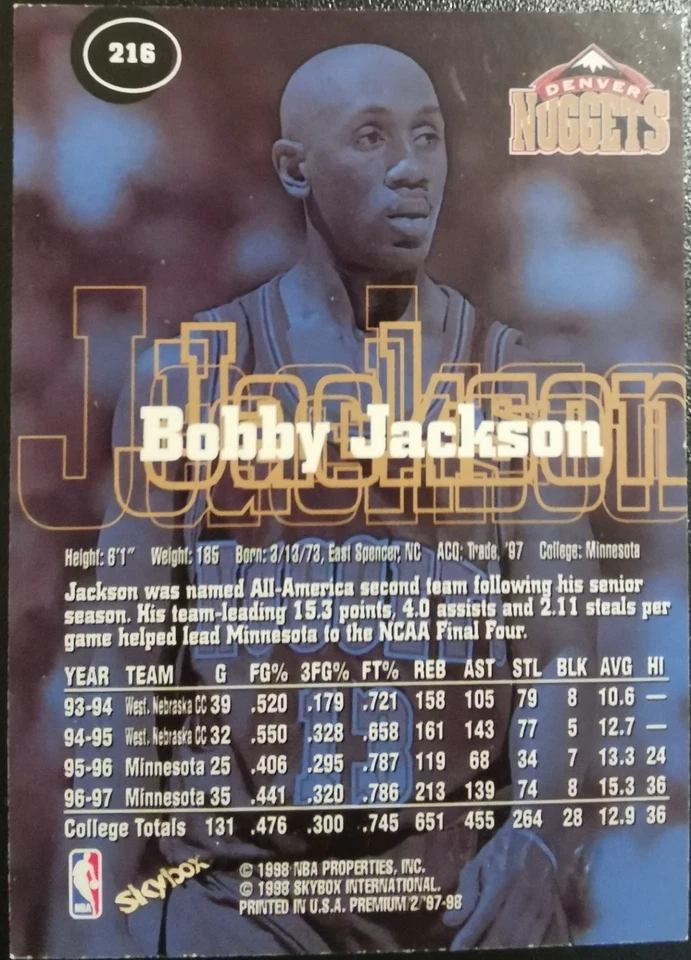 216
DENVER
NUGGETS
Jackson
Bobby Jackson
Height: 6'1" Weight: 185 Born: 3/13/73, East Spencer, NC ACQ: Trade, '97 College: Minnesota
Jackson was named All-America second team following his senior
season. His team-leading 15.3 points, 4.0 assists and 2.11 steals per
game helped lead Minnesota to the NCAA Final Four.
YEAR TEAM G FG% 3FG% FT% REB AST STL BLK AVG HI
93-94 West. Nebraska CC 39 .520 .179 .721 158 105 79 8 10.6 —
94-95 West. Nebraska CC 32 .550 .328 .658 161 143 77 5 12.7 —
95-96 Minnesota 25 .406 .295 .787 119 68 34 7 13.3 24
96-97 Minnesota 35 .441 .320 .786 213 139 74 8 15.3 36
College Totals 131 .476 .300 .745 651 455 264 28 12.9 36
NBA
Skybox
© 1998 NBA PROPERTIES, INC.
© 1998 SKYBOX INTERNATIONAL.
PRINTED IN U.S.A. PREMIUM/2/'97-98
NUGGETS
13